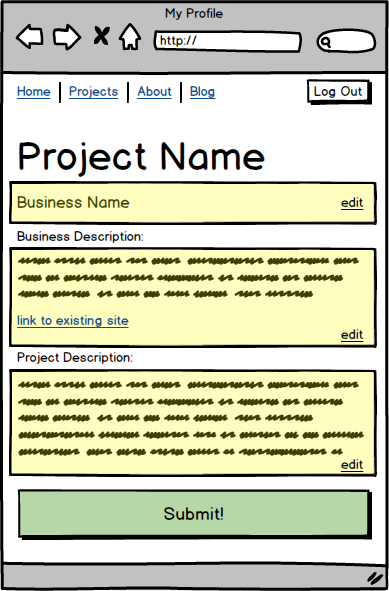 My Profile
http://
Home Projects About Blog Log Out
Project Name
Business Name edit
Business Description:
link to existing site
edit
Project Description:
edit
Submit!